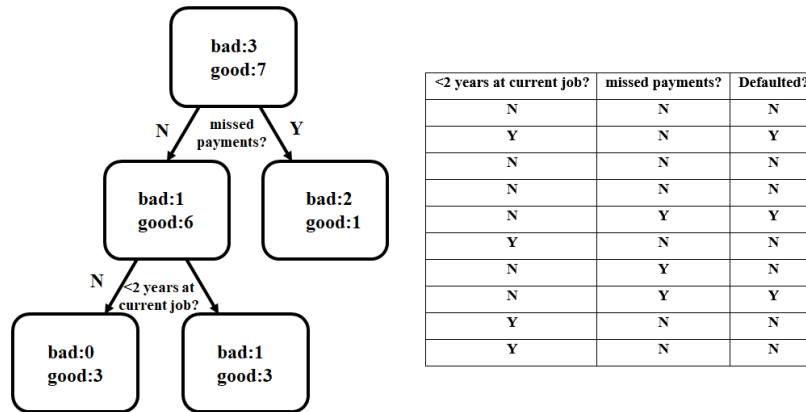 bad:3
good:7
N
missed
payments?
Y
bad:1
good:6
bad:2
good:1
N
<2 years at
current job?
bad:0
good:3
bad:1
good:3
<2 years at current job? missed payments? Defaulted?
N N N
Y N Y
N N N
N N N
N Y Y
Y N N
N Y N
N Y Y
Y N N
Y N N